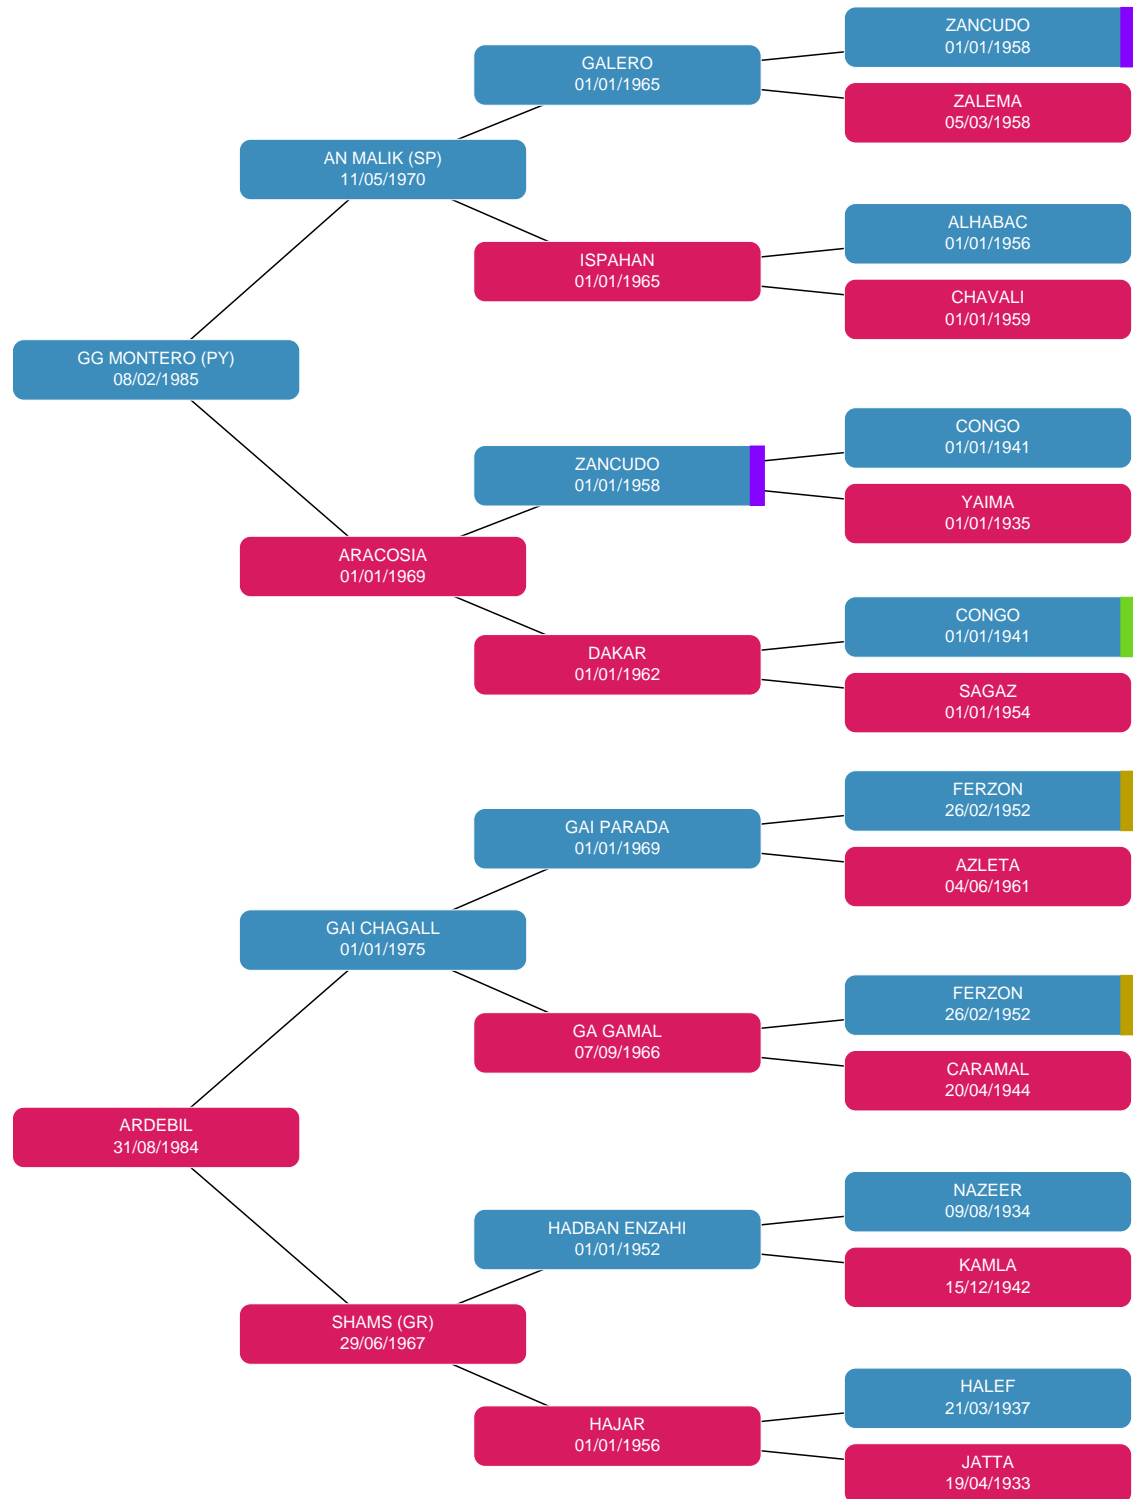 ZANCUDO
01/01/1958
GALERO
01/01/1965
ZALEMA
05/03/1958
AN MALIK (SP)
11/05/1970
ALHABAC
01/01/1956
ISPAHAN
01/01/1965
CHAVALI
01/01/1959
GG MONTERO (PY)
08/02/1985
CONGO
01/01/1941
ZANCUDO
01/01/1958
YAIMA
01/01/1935
ARACOSIA
01/01/1969
CONGO
01/01/1941
DAKAR
01/01/1962
SAGAZ
01/01/1954
FERZON
26/02/1952
GAI PARADA
01/01/1969
AZLETA
04/06/1961
GAI CHAGALL
01/01/1975
FERZON
26/02/1952
GA GAMAL
07/09/1966
CARAMAL
20/04/1944
ARDEBIL
31/08/1984
NAZEER
09/08/1934
HADBAN ENZAHI
01/01/1952
KAMLA
15/12/1942
SHAMS (GR)
29/06/1967
HALEF
21/03/1937
HAJAR
01/01/1956
JATTA
19/04/1933